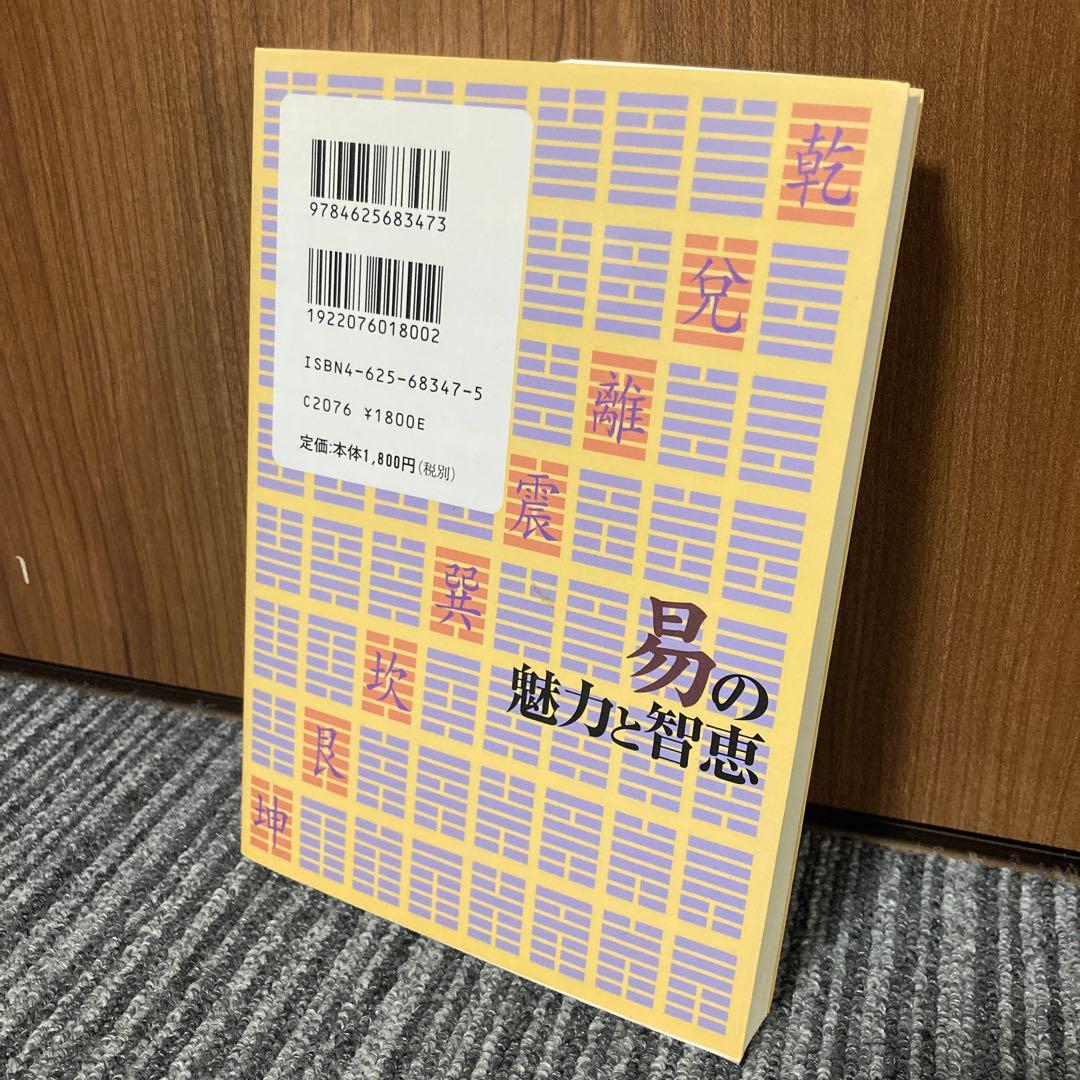 9784625683473
1922076018002
ISBN4-625-68347-5
C2076 ¥1800E
定価:本体1,800円(税別)
乾
兌
離
震
巽
坎
艮
坤
易の
魅力と智恵